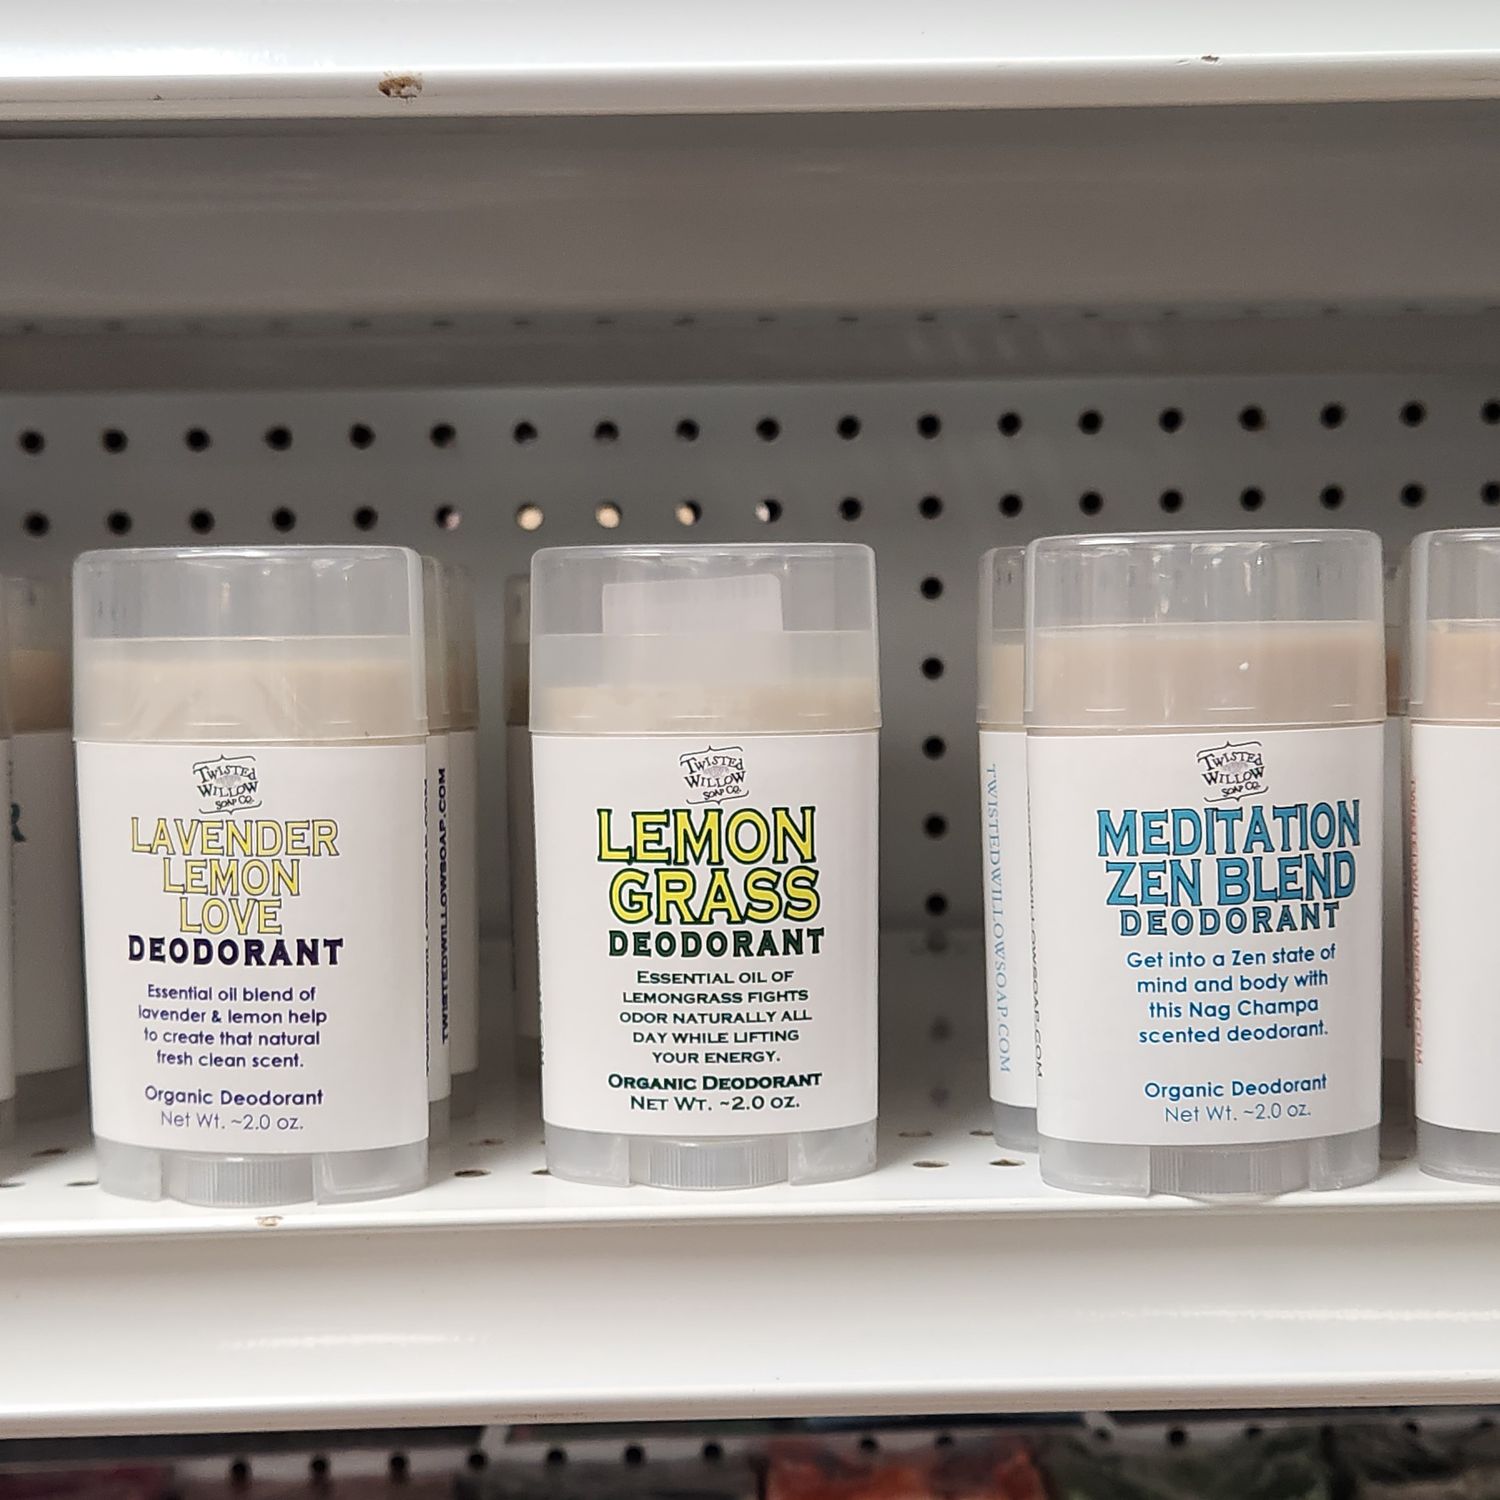 TWISTED
WILLOW
SOAP CO.
LAVENDER
LEMON
LOVE
DEODORANT
Essential oil blend of
lavender & lemon help
to create that natural
fresh clean scent.
Organic Deodorant
Net Wt. ~2.0 oz.
TWISTEDWILLOWSOAP.COM
TWISTED
WILLOW
SOAP CO.
LEMON
GRASS
DEODORANT
ESSENTIAL OIL OF
LEMONGRASS FIGHTS
ODOR NATURALLY ALL
DAY WHILE LIFTING
YOUR ENERGY.
ORGANIC DEODORANT
NET WT. ~2.0 OZ.
TWISTEDWILLOWSOAP.COM
TWISTED
WILLOW
SOAP CO.
MEDITATION
ZEN BLEND
DEODORANT
Get into a Zen state of
mind and body with
this Nag Champa
scented deodorant.
Organic Deodorant
Net Wt. ~2.0 oz.